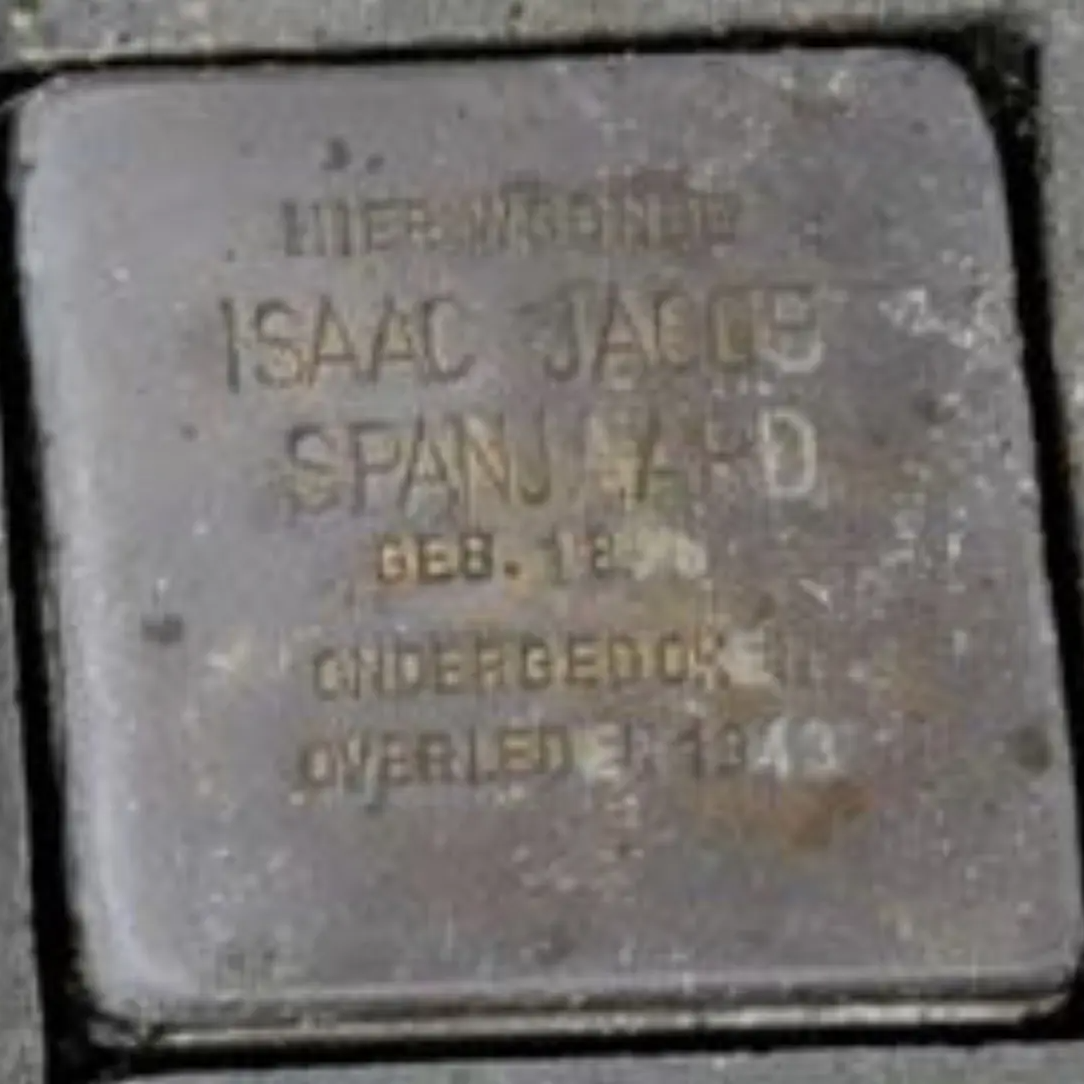 HIER WOONDE
ISAAC JACOB
SPANJAARD
GEB.
ONDERGEDOKEN
OVERLEDEN 1943